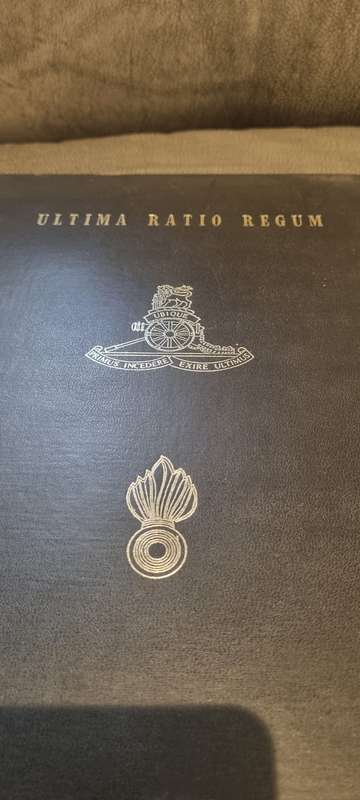 ULTIMA RATIO REGUM
UBIQUE
PRIMUS INCEDERE EXIRE ULTIMUS